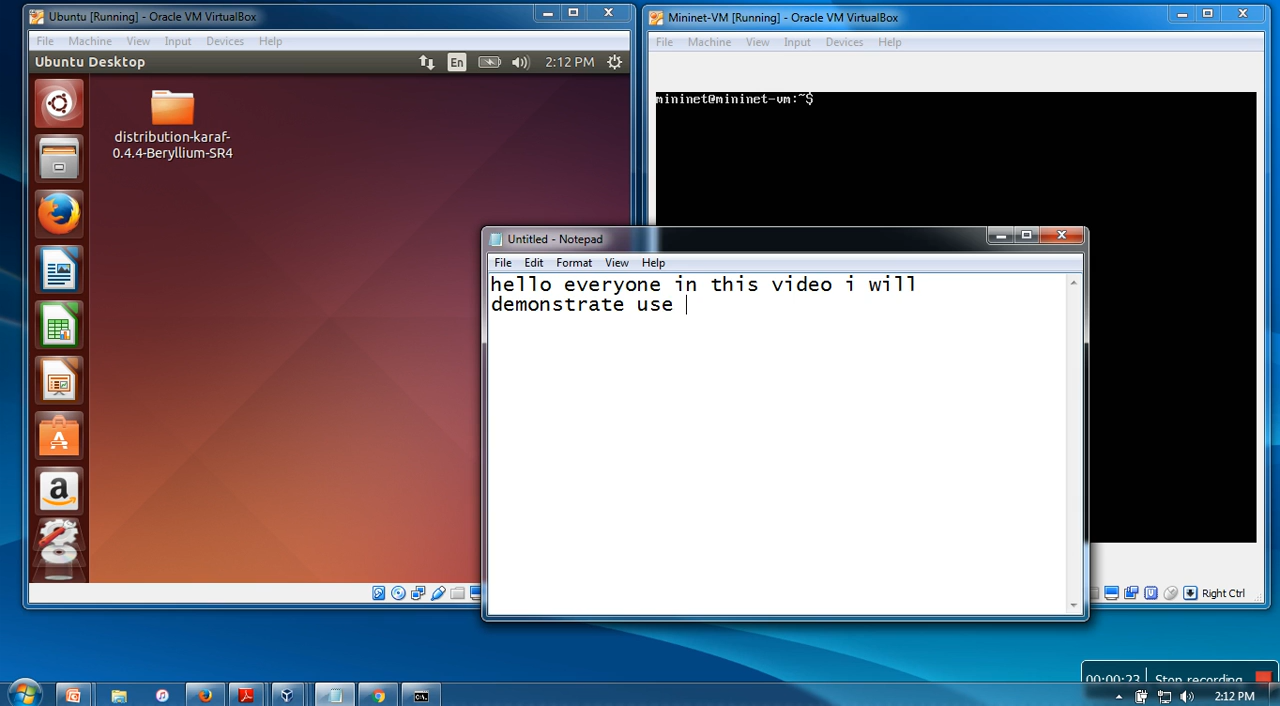 Ubuntu [Running] - Oracle VM VirtualBox
File Machine View Input Devices Help
Ubuntu Desktop En 2:12 PM
distribution-karaf-
0.4.4-Beryllium-SR4
Mininet-VM [Running] - Oracle VM VirtualBox
File Machine View Input Devices Help
mininet@mininet-vm:~$
Untitled - Notepad
File Edit Format View Help
hello everyone in this video i will
demonstrate use
Right Ctrl
00:00:23 Stop recording
2:12 PM